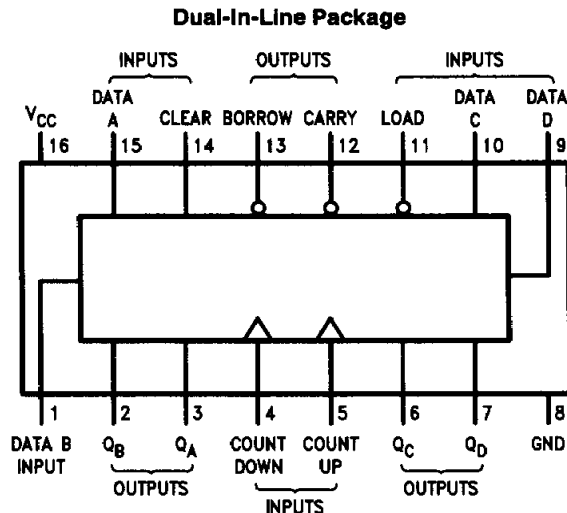 Dual-In-Line Package
INPUTS OUTPUTS INPUTS
DATA DATA DATA
VCC A CLEAR BORROW CARRY LOAD C D
16 15 14 13 12 11 10 9
1 2 3 4 5 6 7 8
DATA B QB QA COUNT COUNT QC QD GND
INPUT DOWN UP
OUTPUTS OUTPUTS
INPUTS